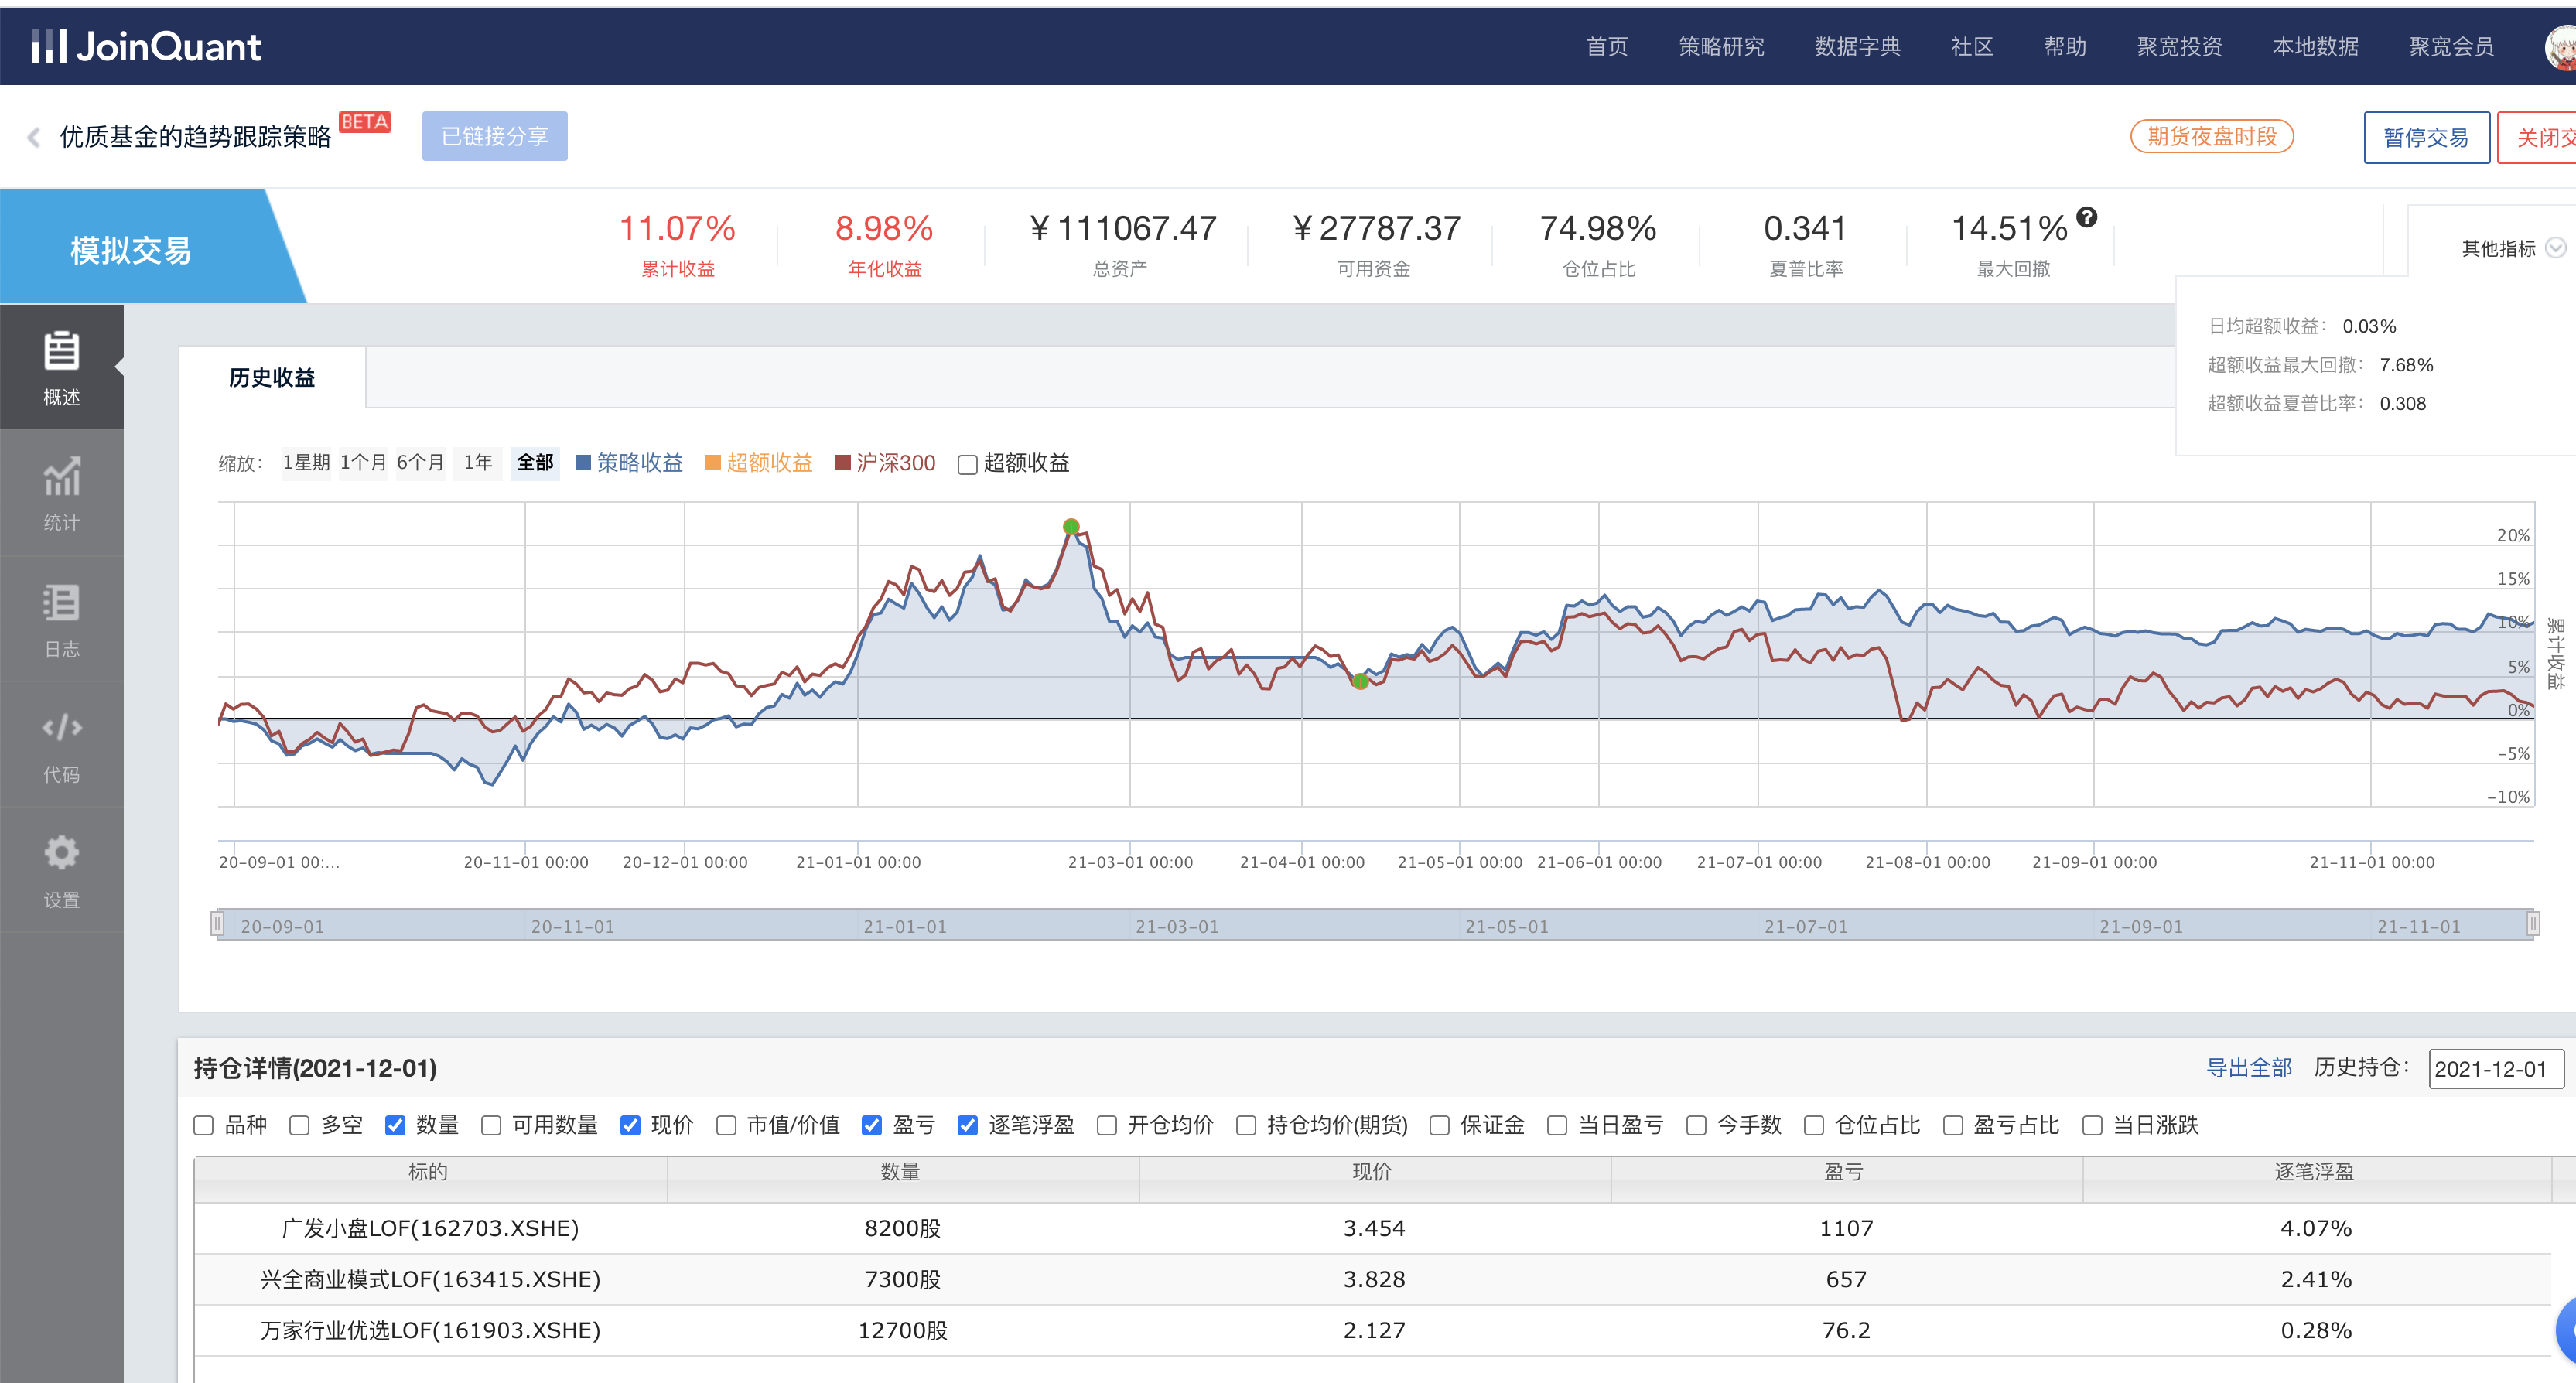 JoinQuant 首页 策略研究 数据字典 社区 帮助 聚宽投资 本地数据 聚宽会员
优质基金的趋势跟踪策略 BETA 已链接分享 期货夜盘时段 暂停交易 关闭交
模拟交易
11.07% 8.98% ¥111067.47 ¥27787.37 74.98% 0.341 14.51% ?
累计收益 年化收益 总资产 可用资金 仓位占比 夏普比率 最大回撤
其他指标
日均超额收益： 0.03%
超额收益最大回撤： 7.68%
超额收益夏普比率： 0.308
概述
统计
日志
代码
设置
历史收益
缩放： 1星期 1个月 6个月 1年 全部 策略收益 超额收益 沪深300 超额收益
20%
15%
10%
5%
0%
-5%
-10%
累计收益
20-09-01 00:... 20-11-01 00:00 20-12-01 00:00 21-01-01 00:00 21-03-01 00:00 21-04-01 00:00 21-05-01 00:00 21-06-01 00:00 21-07-01 00:00 21-08-01 00:00 21-09-01 00:00 21-11-01 00:00
20-09-01 20-11-01 21-01-01 21-03-01 21-05-01 21-07-01 21-09-01 21-11-01
持仓详情(2021-12-01) 导出全部 历史持仓： 2021-12-01
品种 多空 数量 可用数量 现价 市值/价值 盈亏 逐笔浮盈 开仓均价 持仓均价(期货) 保证金 当日盈亏 今手数 仓位占比 盈亏占比 当日涨跌
标的 数量 现价 盈亏 逐笔浮盈
广发小盘LOF(162703.XSHE) 8200股 3.454 1107 4.07%
兴全商业模式LOF(163415.XSHE) 7300股 3.828 657 2.41%
万家行业优选LOF(161903.XSHE) 12700股 2.127 76.2 0.28%